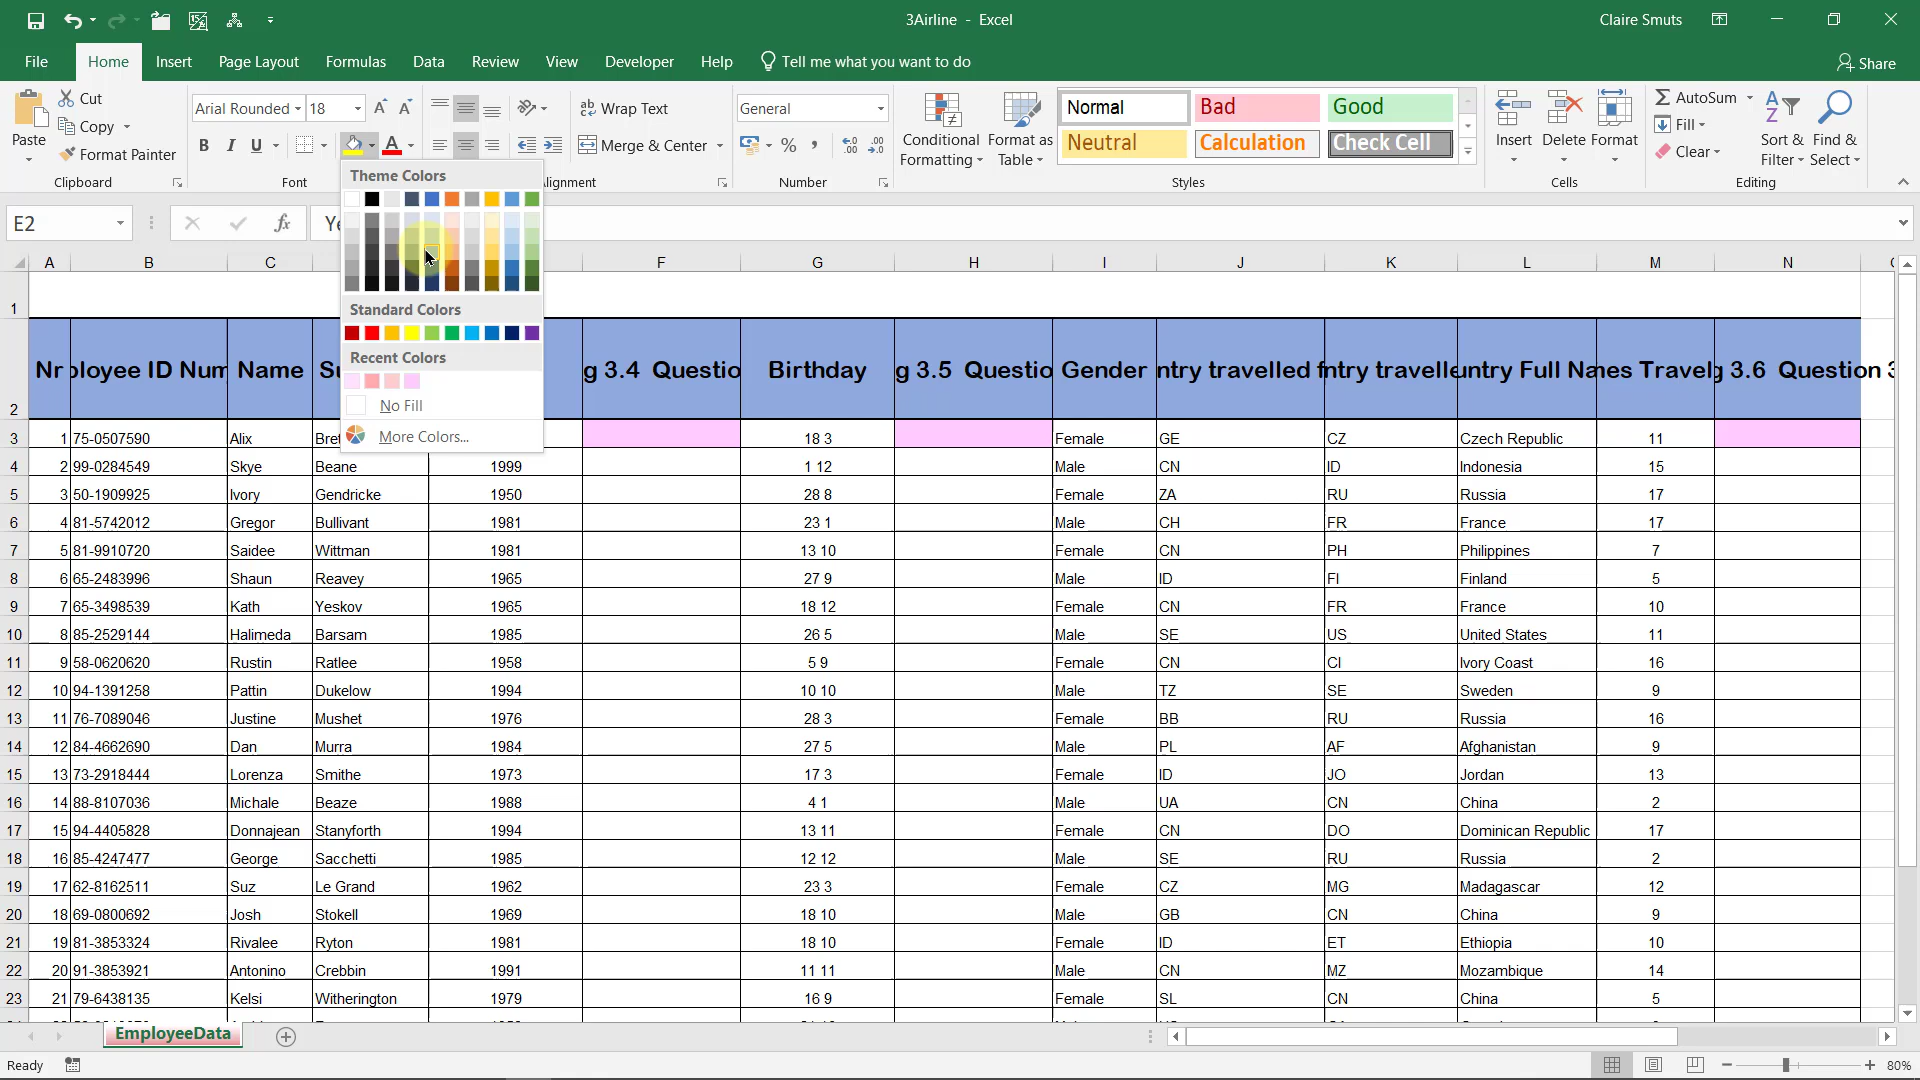 3Airline - Excel
Claire Smuts
File Home Insert Page Layout Formulas Data Review View Developer Help Tell me what you want to do Share
Paste Cut
Copy
Format Painter
Clipboard
Arial Rounded 18
B I U A
Font
Wrap Text
Merge & Center
lignment
General
% ,
Number
Conditional Formatting
Format as Table
Normal Bad Good
Neutral Calculation Check Cell
Styles
Insert Delete Format
Cells
AutoSum
Fill
Clear
Sort & Filter
Find & Select
Editing
E2 fx
Theme Colors
Standard Colors
Recent Colors
No Fill
More Colors...
A B C F G H I J K L M N
1
2 Nr ployee ID Num Name g 3.4 Questio Birthday g 3.5 Questio Gender ntry travelled ntry travelle untry Full Na nes Travel g 3.6 Question
3 1 75-0507590 Alix Bre 18 3 Female GE CZ Czech Republic 11
4 2 99-0284549 Skye Beane 1999 1 12 Male CN ID Indonesia 15
5 3 50-1909925 Ivory Gendricke 1950 28 8 Female ZA RU Russia 17
6 4 81-5742012 Gregor Bullivant 1981 23 1 Male CH FR France 17
7 5 81-9910720 Saidee Wittman 1981 13 10 Female CN PH Philippines 7
8 6 65-2483996 Shaun Reavey 1965 27 9 Male ID FI Finland 5
9 7 65-3498539 Kath Yeskov 1965 18 12 Female CN FR France 10
10 8 85-2529144 Halimeda Barsam 1985 26 5 Male SE US United States 11
11 9 58-0620620 Rustin Ratlee 1958 5 9 Female CN CI Ivory Coast 16
12 10 94-1391258 Pattin Dukelow 1994 10 10 Male TZ SE Sweden 9
13 11 76-7089046 Justine Mushet 1976 28 3 Female BB RU Russia 16
14 12 84-4662690 Dan Murra 1984 27 5 Male PL AF Afghanistan 9
15 13 73-2918444 Lorenza Smithe 1973 17 3 Female ID JO Jordan 13
16 14 88-8107036 Michale Beaze 1988 4 1 Male UA CN China 2
17 15 94-4405828 Donnajean Stanyforth 1994 13 11 Female CN DO Dominican Republic 17
18 16 85-4247477 George Sacchetti 1985 12 12 Male SE RU Russia 2
19 17 62-8162511 Suz Le Grand 1962 23 3 Female CZ MG Madagascar 12
20 18 69-0800692 Josh Stokell 1969 18 10 Male GB CN China 9
21 19 81-3853324 Rivalee Ryton 1981 18 10 Female ID ET Ethiopia 10
22 20 91-3853921 Antonino Crebbin 1991 11 11 Male CN MZ Mozambique 14
23 21 79-6438135 Kelsi Witherington 1979 16 9 Female SL CN China 5
EmployeeData
Ready
80%